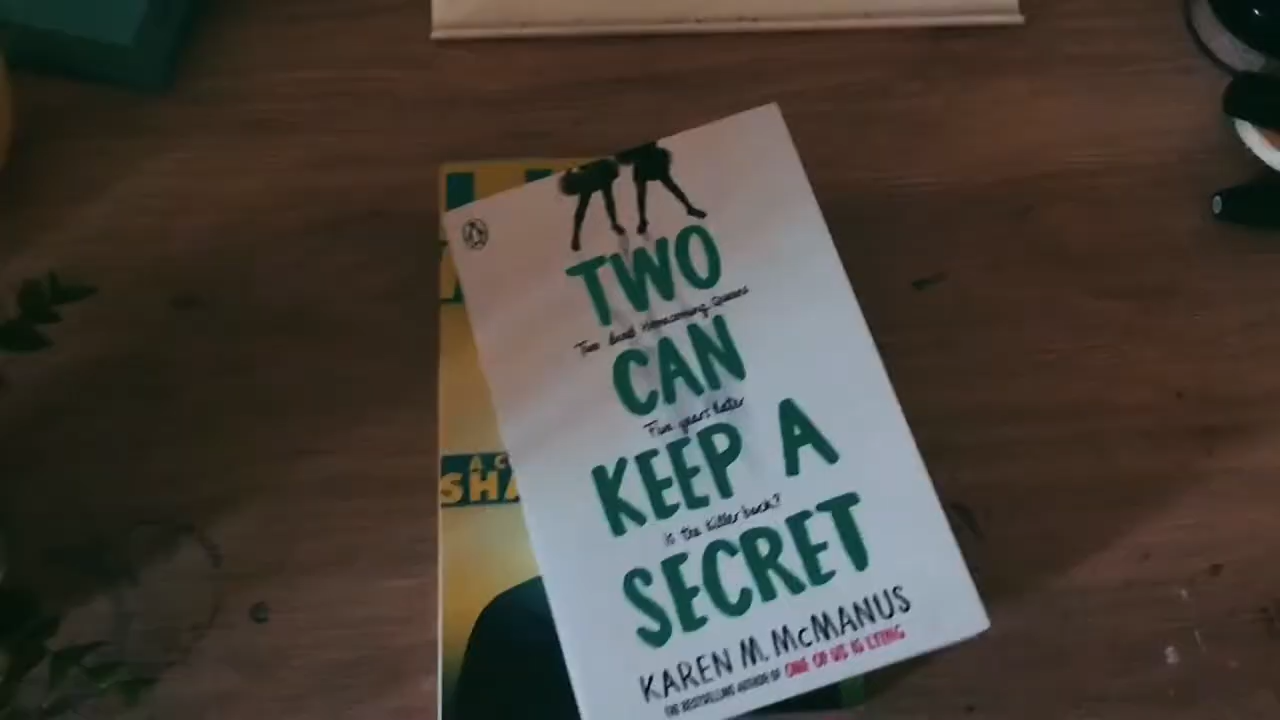 TWO
Two dead homecoming queens
CAN
Five years later
KEEP A
is the killer back?
SECRET
KAREN M. McMANUS
THE BESTSELLING AUTHOR OF ONE OF US IS LYING
A C
SHA